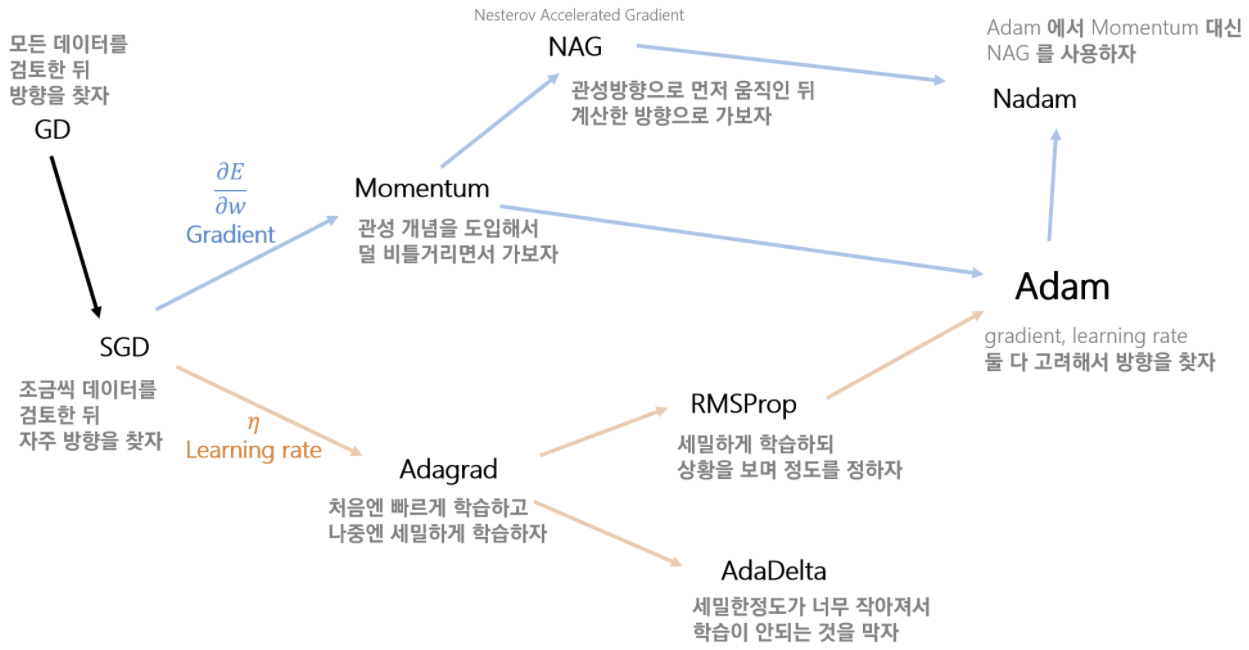 모든 데이터를
검토한 뒤
방향을 찾자
GD
SGD
조금씩 데이터를
검토한 뒤
자주 방향을 찾자
∂E
∂w
Gradient
η
Learning rate
Momentum
관성 개념을 도입해서
덜 비틀거리면서 가보자
Nesterov Accelerated Gradient
NAG
관성방향으로 먼저 움직인 뒤
계산한 방향으로 가보자
Adagrad
처음엔 빠르게 학습하고
나중엔 세밀하게 학습하자
RMSProp
세밀하게 학습하되
상황을 보며 정도를 정하자
AdaDelta
세밀한정도가 너무 작아져서
학습이 안되는 것을 막자
Adam 에서 Momentum 대신
NAG 를 사용하자
Nadam
Adam
gradient, learning rate
둘 다 고려해서 방향을 찾자